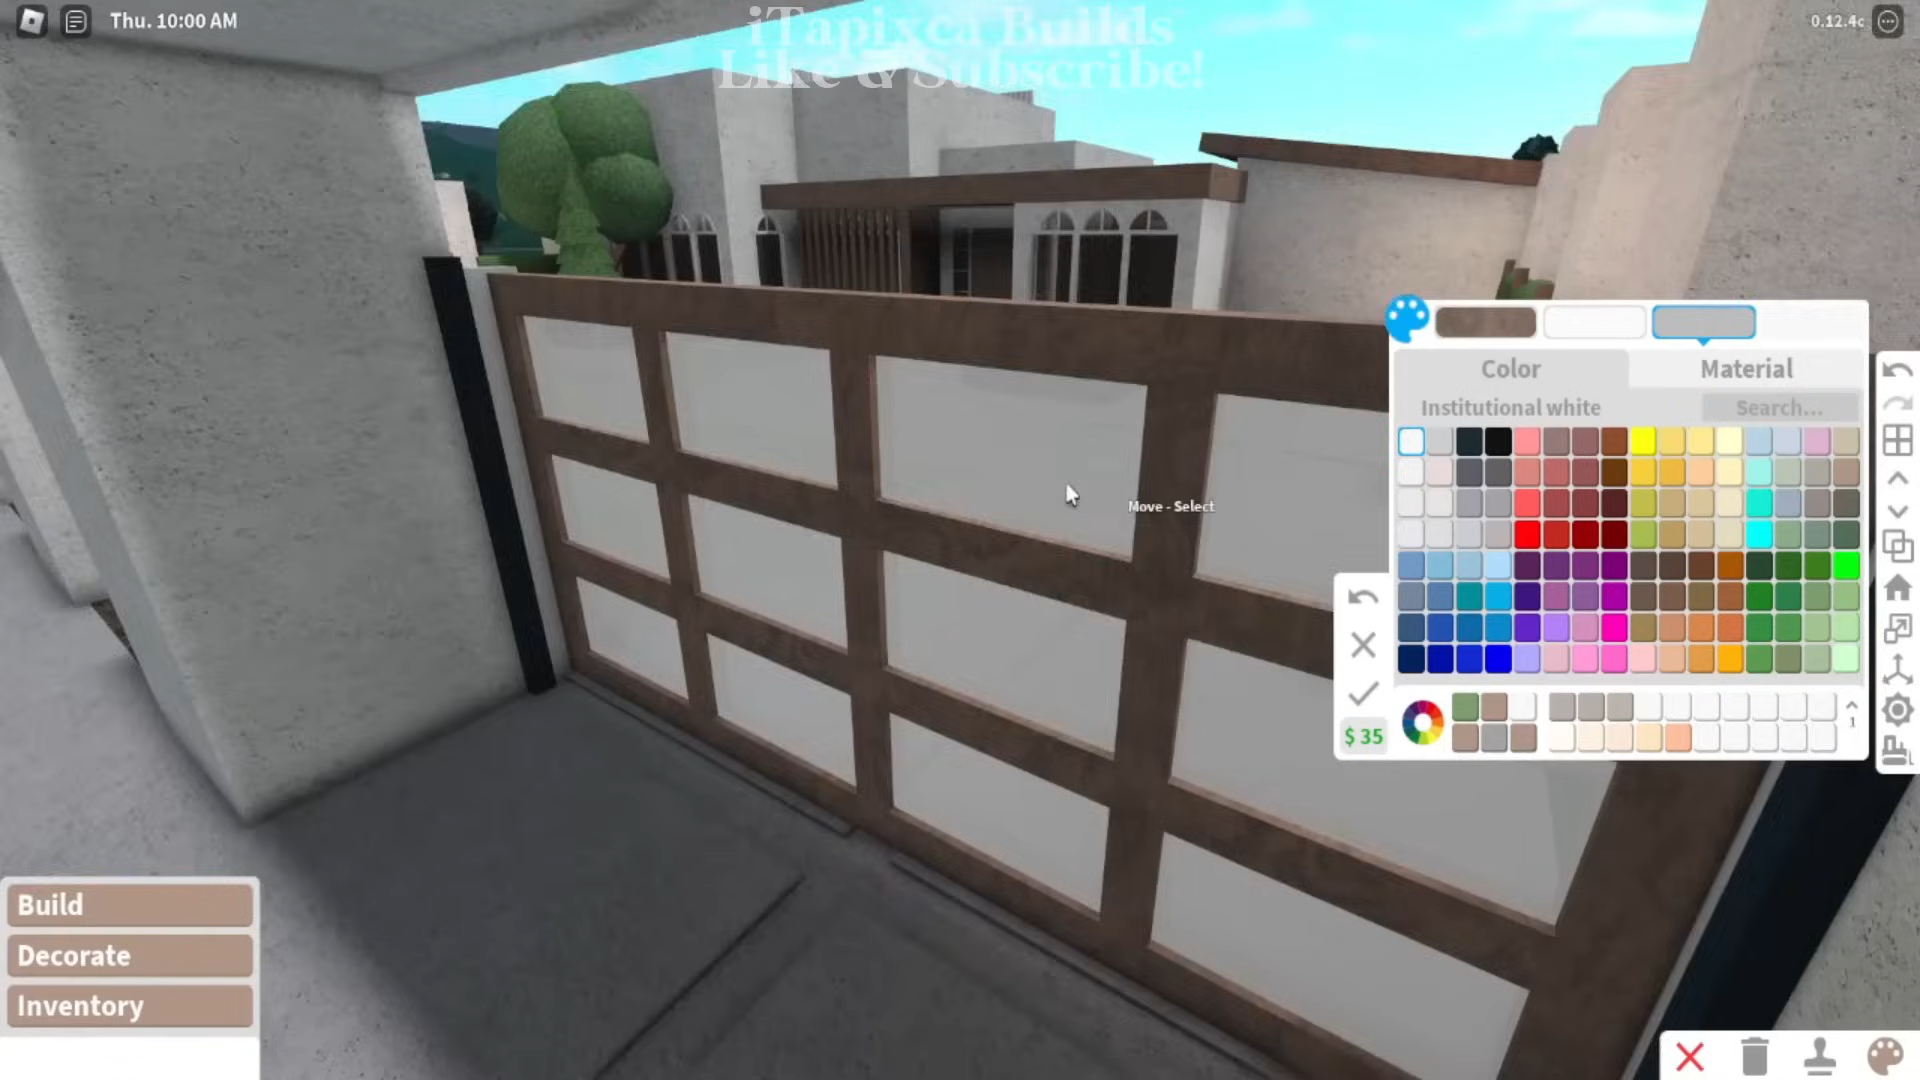 Thu. 10:00 AM
iTapixca Builds
Like & Subscribe!
0.12.4c
Color
Material
Institutional white
Search...
Move - Select
$ 35
1
Build
Decorate
Inventory